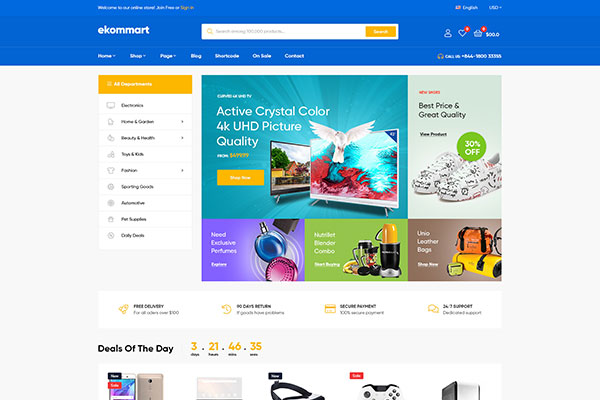 Welcome to our online store! Join Free or Sign in
English
USD
ekommart
Search among 100,000 products...
Search
0
0
$00.0
Home
Shop
Page
Blog
Shortcode
On Sale
Contact
CALL US: +844-1800 33355
All Departments
Electronics
Home & Garden
Beauty & Health
Toys & Kids
Fashion
Sporting Goods
Automotive
Pet Supplies
Daily Deals
CURVED 4K UHD TV
Active Crystal Color
4k UHD Picture
Quality
FROM: $699.99
Shop Now
NEW SHOES
Best Price &
Great Quality
View Product
30%
OFF
Need
Exclusive
Perfumes
Explore
Nutrillet
Blender
Combo
Start Buying
Unio
Leather
Bags
Shop Now
FREE DELIVERY
For all oders over $100
90 DAYS RETURN
If goods have problems
SECURE PAYMENT
100% secure payment
24/7 SUPPORT
Dedicated support
Deals Of The Day
3 . 21 : 46 : 35
days hours mins secs
New
Sale
New
Sale